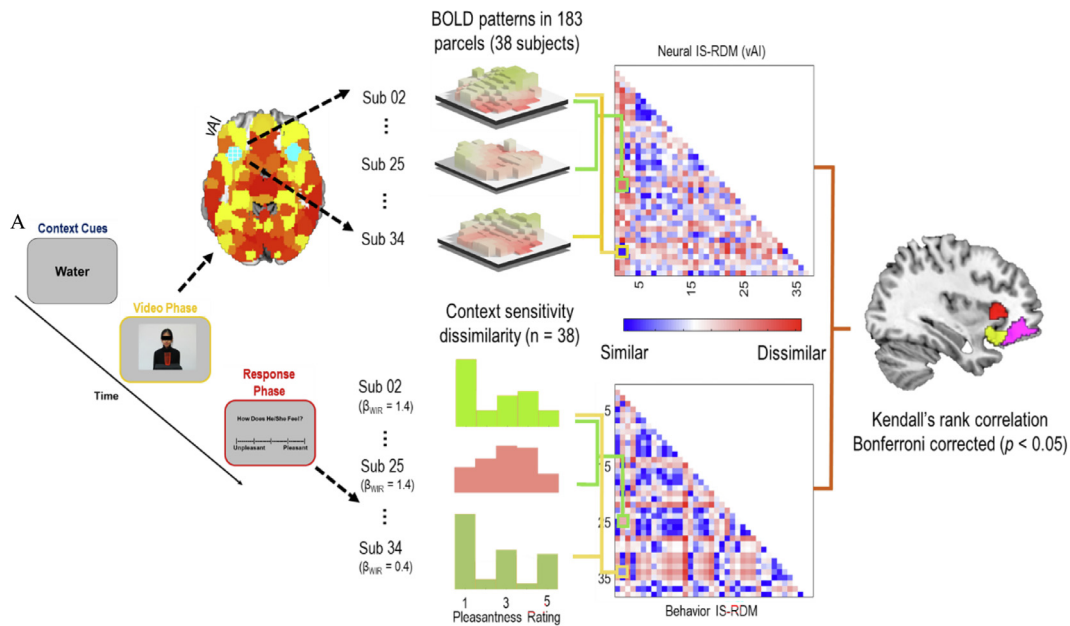 A
Context Cues
Water
Video Phase
Time
Response
Phase
How Does He/She Feel?
Unpleasant
Pleasant
vAI
BOLD patterns in 183
parcels (38 subjects)
Sub 02
Sub 25
Sub 34
Neural IS-RDM (vAI)
5
15
25
35
5
15
25
35
Similar
Dissimilar
Context sensitivity
dissimilarity (n = 38)
Sub 02
(βWIR = 1.4)
Sub 25
(βWIR = 1.4)
Sub 34
(βWIR = 0.4)
1
3
5
Pleasantness Rating
5
15
25
35
Behavior IS-RDM
Kendall's rank correlation
Bonferroni corrected (p < 0.05)